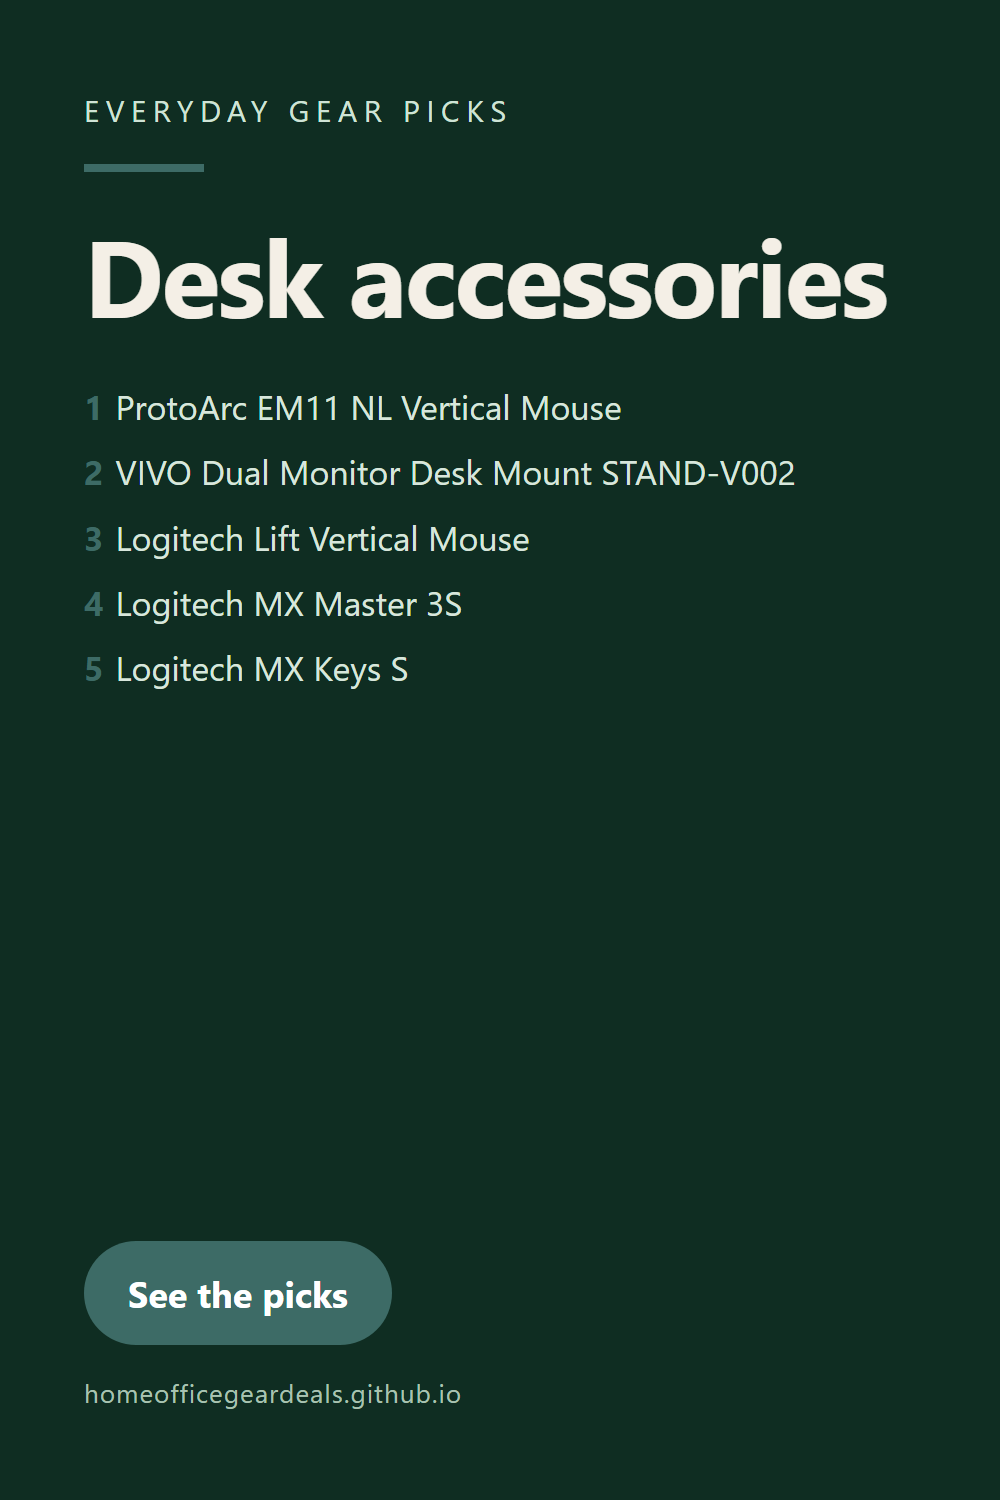 EVERYDAY GEAR PICKS
Desk accessories
1 ProtoArc EM11 NL Vertical Mouse
2 VIVO Dual Monitor Desk Mount STAND-V002
3 Logitech Lift Vertical Mouse
4 Logitech MX Master 3S
5 Logitech MX Keys S
See the picks
homeofficegeardeals.github.io